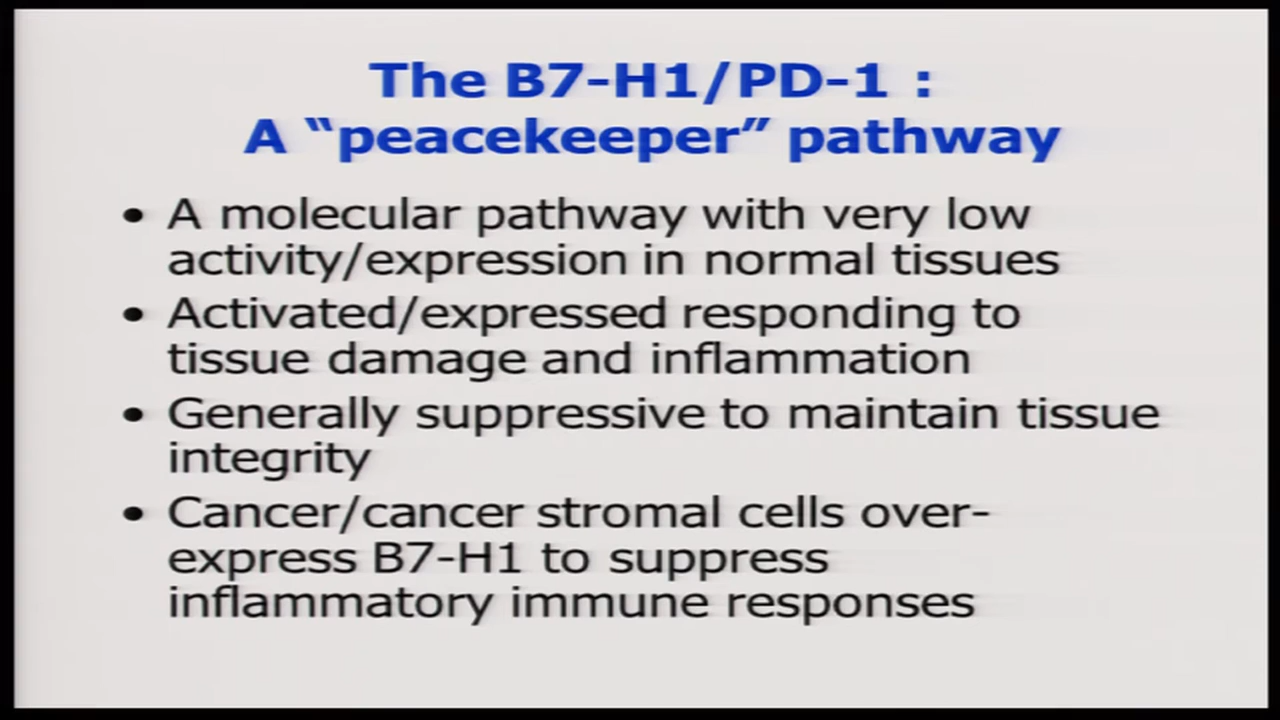 The B7-H1/PD-1 :
A “peacekeeper” pathway
• A molecular pathway with very low
activity/expression in normal tissues
• Activated/expressed responding to
tissue damage and inflammation
• Generally suppressive to maintain tissue
integrity
• Cancer/cancer stromal cells over-
express B7-H1 to suppress
inflammatory immune responses